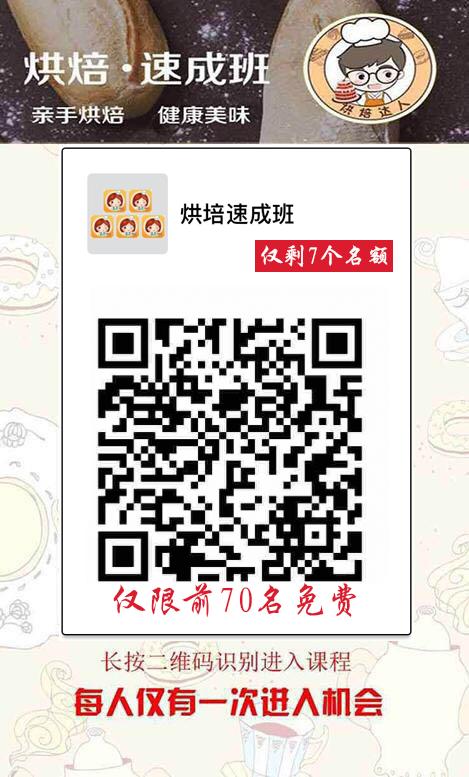 烘焙·速成班
亲手烘焙 健康美味
烘焙达人
烘培速成班
仅剩7个名额
仅限前70名免费
长按二维码识别进入课程
每人仅有一次进入机会